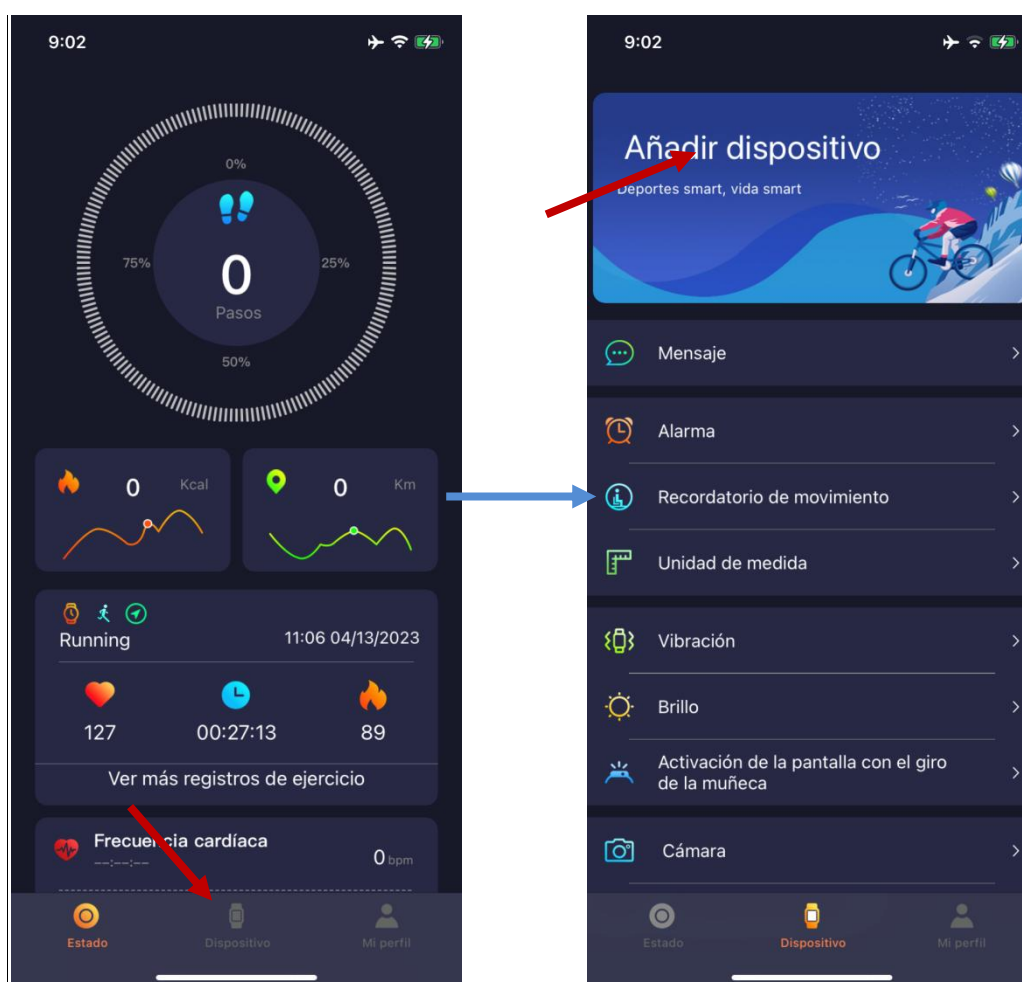 9:02
0%
75%
0
25%
Pasos
50%
0 Kcal
0 Km
Running
11:06 04/13/2023
127
00:27:13
89
Ver más registros de ejercicio
Frecuencia cardíaca
--:--:--
0 bpm
Estado
Dispositivo
Mi perfil
9:02
Añadir dispositivo
Deportes smart, vida smart
Mensaje
Alarma
Recordatorio de movimiento
Unidad de medida
Vibración
Brillo
Activación de la pantalla con el giro
de la muñeca
Cámara
Estado
Dispositivo
Mi perfil